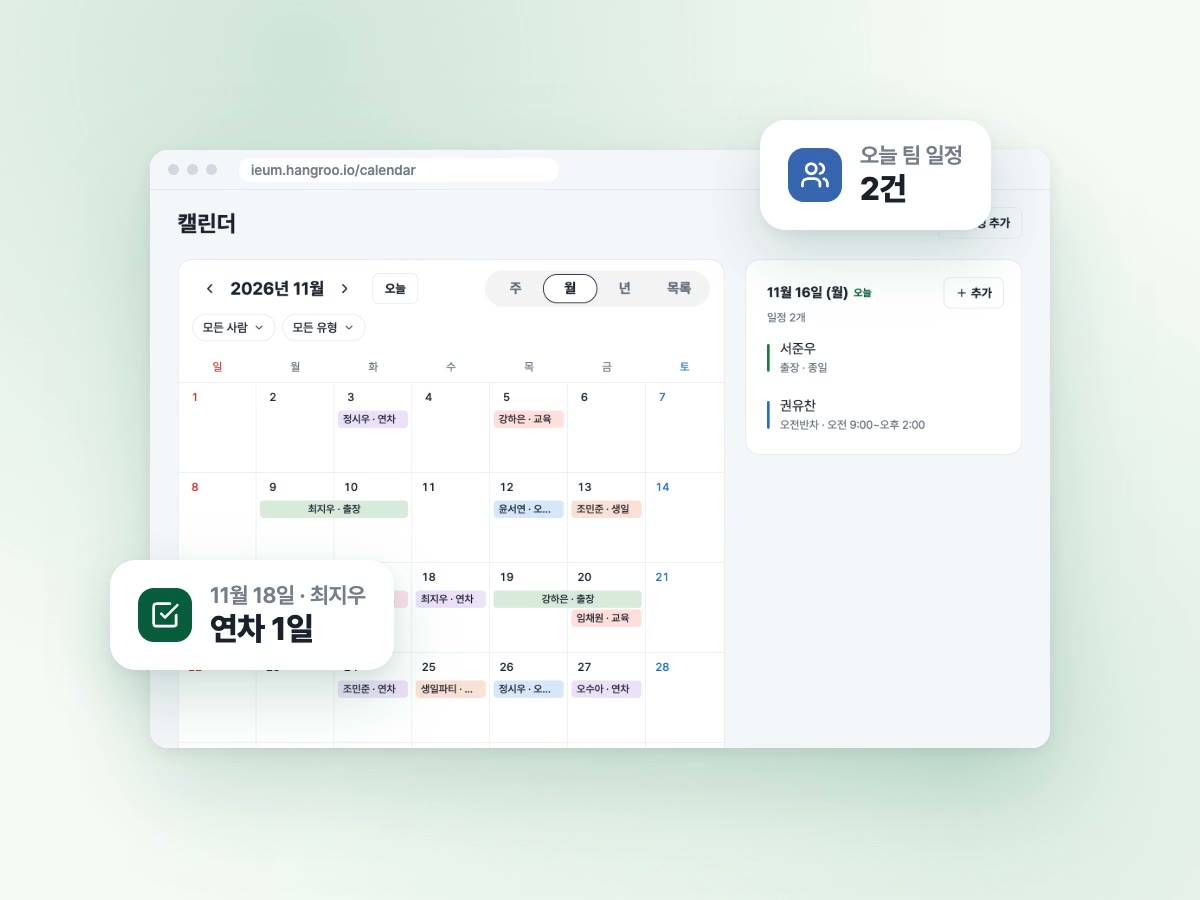 ieum.hangroo.io/calendar
오늘 팀 일정
2건
캘린더
추가
2026년 11월
오늘
주 월 년 목록
모든 사람 모든 유형
일 월 화 수 목 금 토
1 2 3 4 5 6 7
정시우 · 연차 강하은 · 교육
8 9 10 11 12 13 14
최지우 · 출장 윤서연 · 오... 조민준 · 생일
18 19 20 21
최지우 · 연차 강하은 · 출장
임채원 · 교육
25 26 27 28
조민준 · 연차 생일파티 · ... 정시우 · 오... 오수아 · 연차
11월 16일 (월) 오늘
+ 추가
일정 2개
서준우
출장 · 종일
권유찬
오전반차 · 오전 9:00~오후 2:00
11월 18일 · 최지우
연차 1일